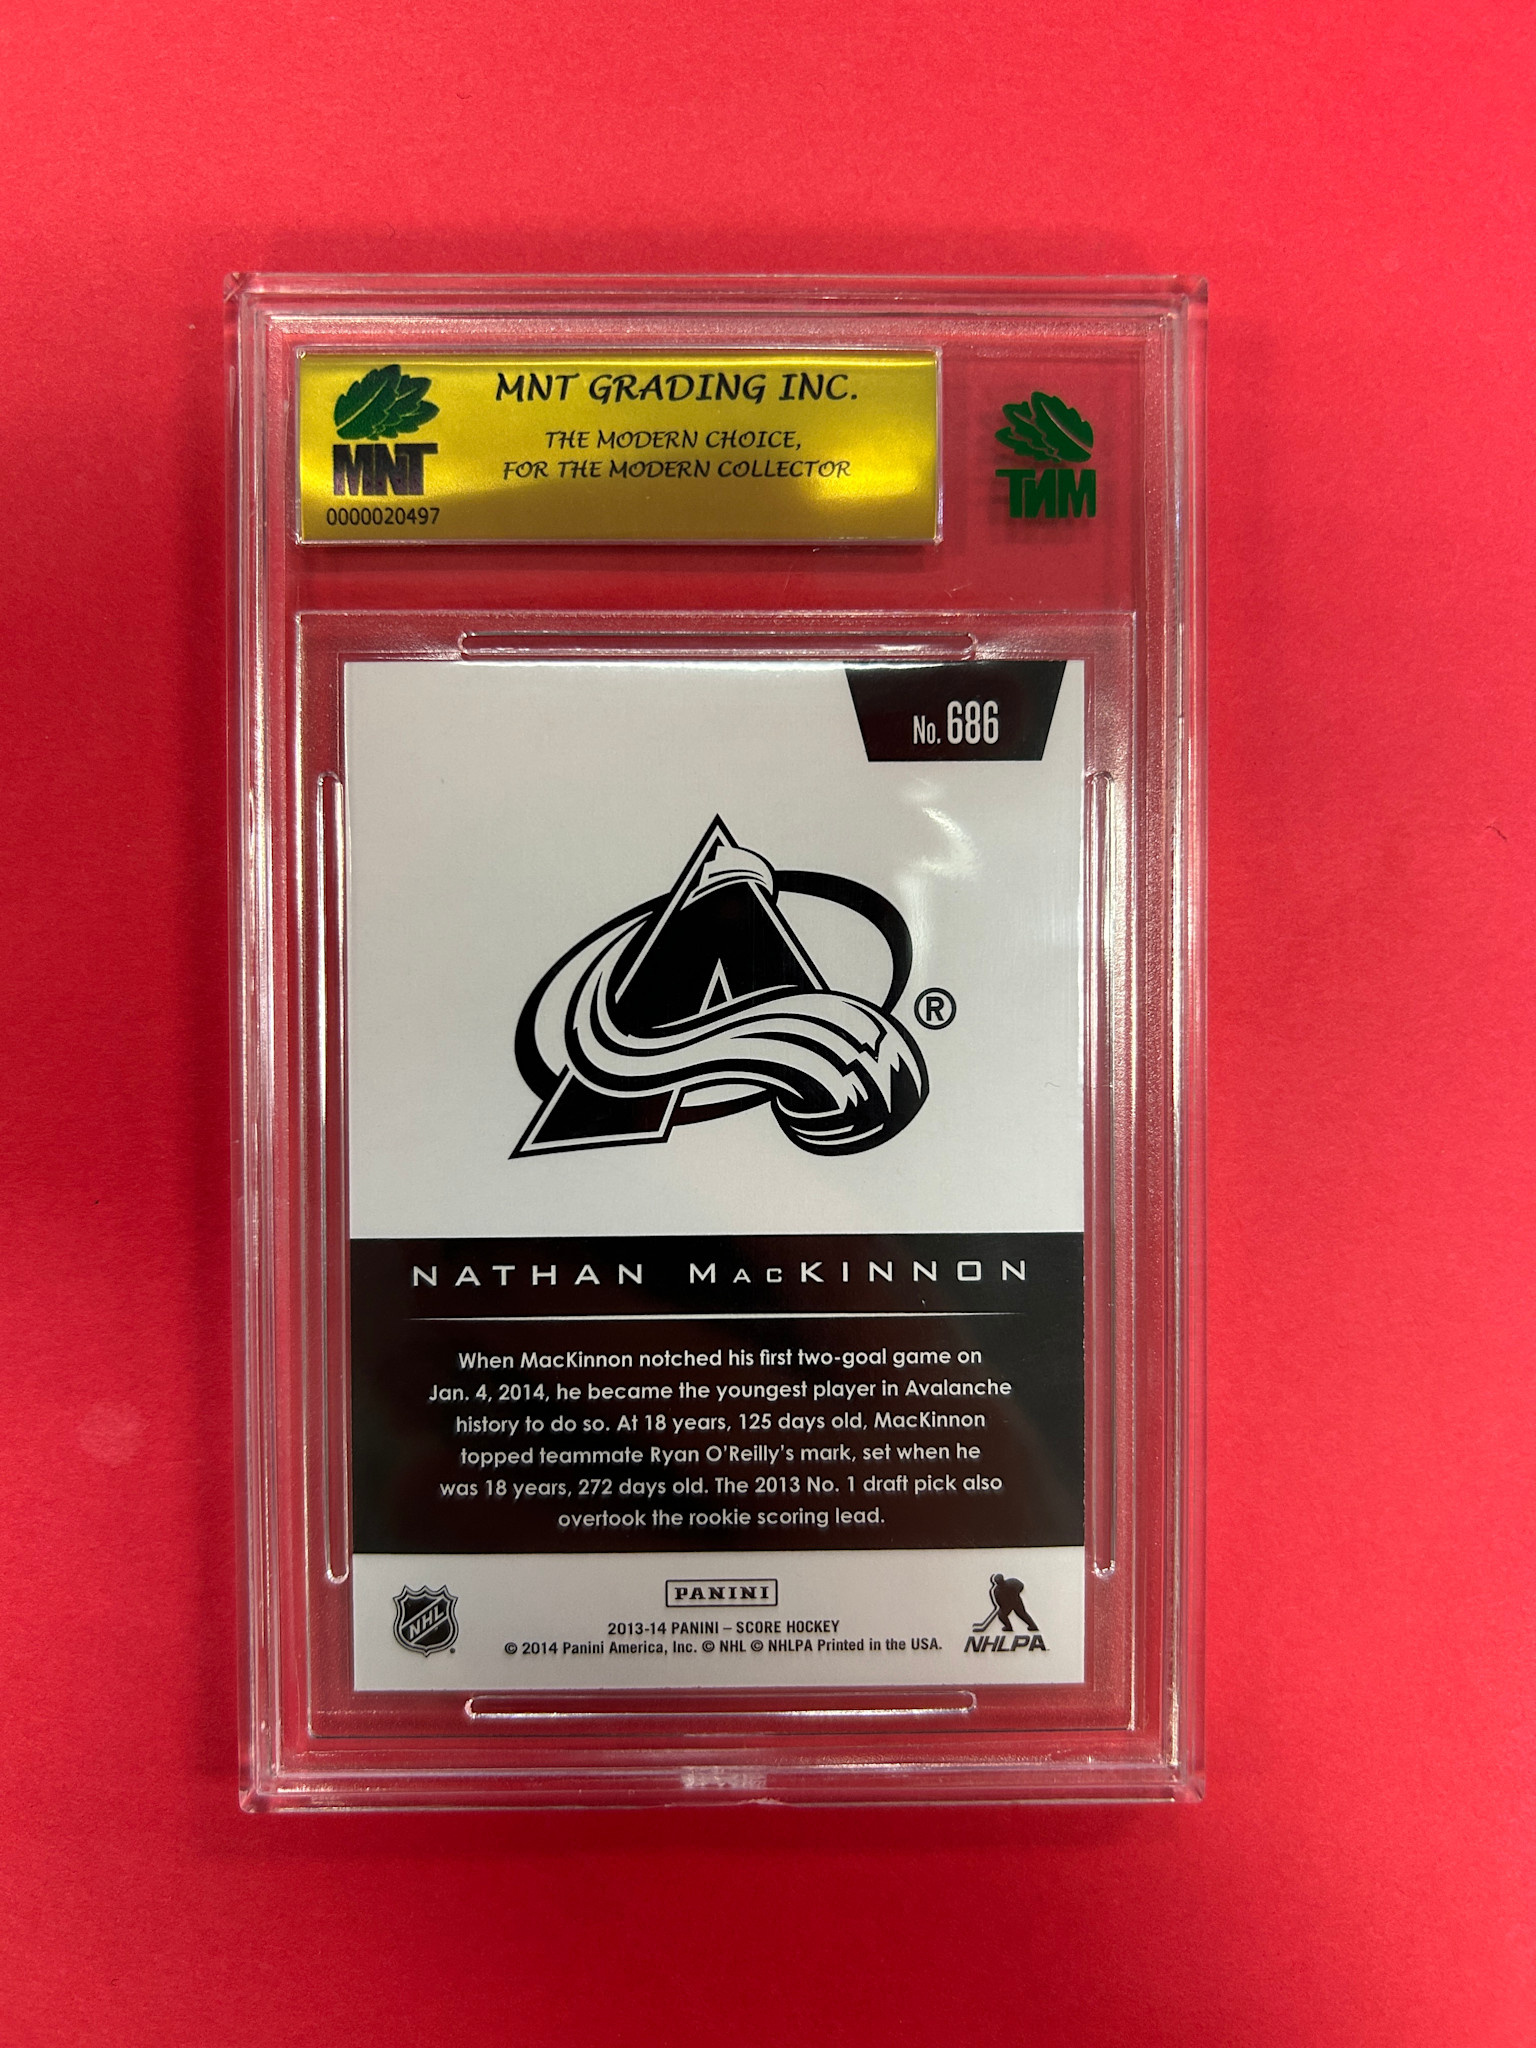 MNT GRADING INC.
THE MODERN CHOICE,
FOR THE MODERN COLLECTOR
MNT
0000020497
MNT
No. 686
A
®
NATHAN MacKINNON
When MacKinnon notched his first two-goal game on
Jan. 4, 2014, he became the youngest player in Avalanche
history to do so. At 18 years, 125 days old, MacKinnon
topped teammate Ryan O'Reilly's mark, set when he
was 18 years, 272 days old. The 2013 No. 1 draft pick also
overtook the rookie scoring lead.
NHL
PANINI
2013-14 PANINI – SCORE HOCKEY
© 2014 Panini America, Inc. © NHL © NHLPA Printed in the USA.
NHLPA